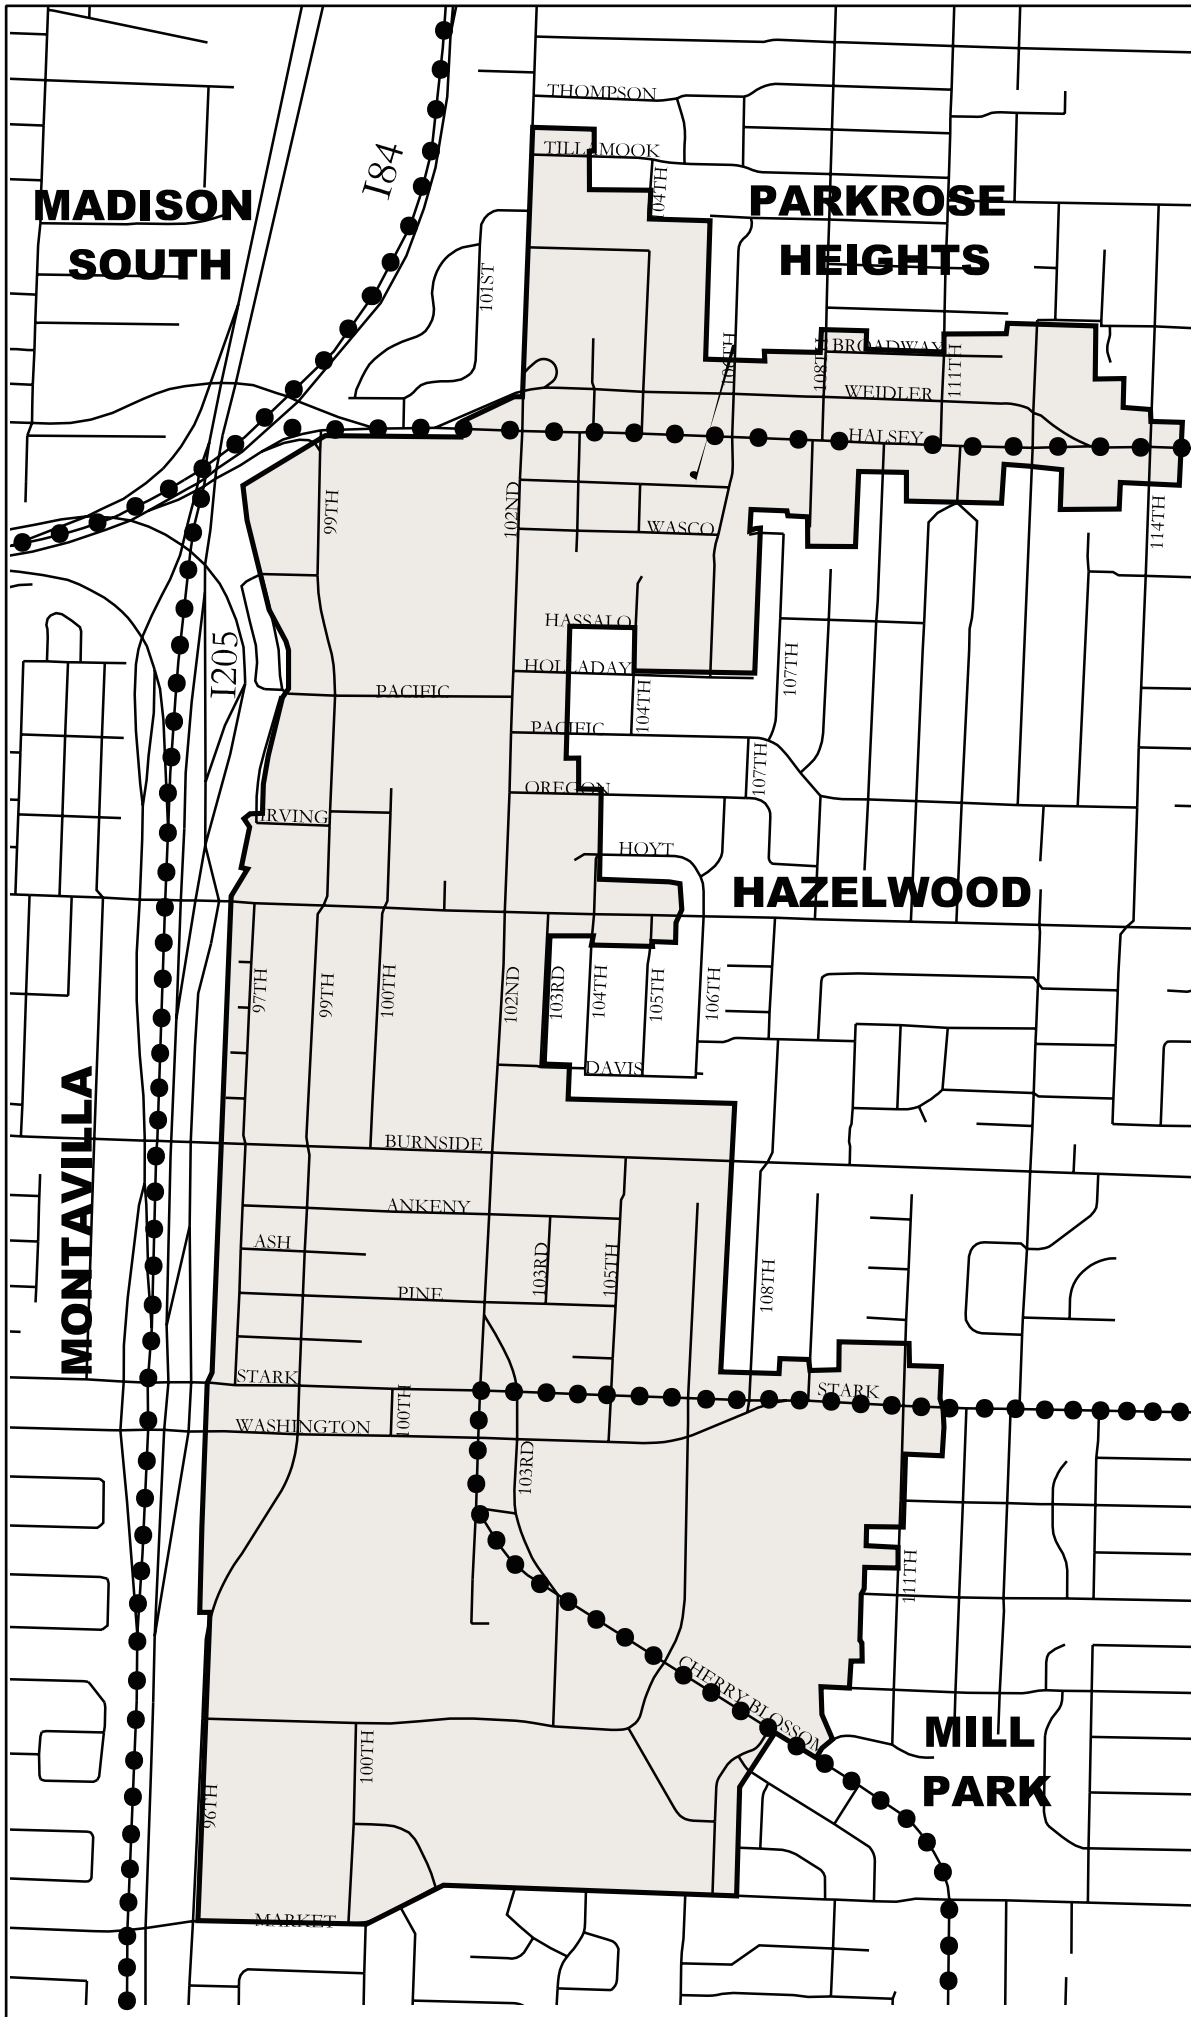 THOMPSON
TILLAMOOK
I84
104TH
MADISON
SOUTH
PARKROSE
HEIGHTS
101ST
106TH
108TH
BROADWAY
111TH
WEIDLER
HALSEY
99TH
102ND
WASCO
114TH
HASSALO
I205
HOLLADAY
107TH
PACIFIC
104TH
PACIFIC
107TH
OREGON
IRVING
HOYT
HAZELWOOD
97TH
99TH
100TH
102ND
103RD
104TH
105TH
106TH
DAVIS
MONTAVILLA
BURNSIDE
ANKENY
ASH
103RD
105TH
108TH
PINE
STARK
100TH
STARK
WASHINGTON
103RD
111TH
CHERRY BLOSSOM
MILL
PARK
100TH
96TH
MARKET